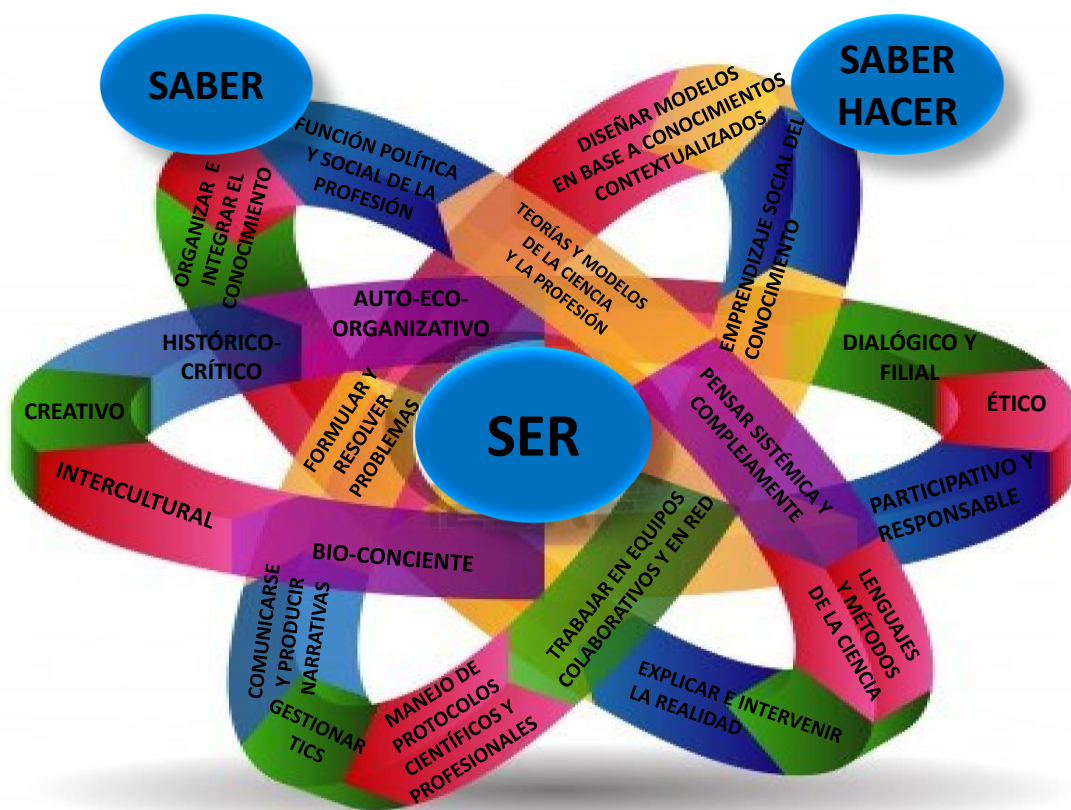 SABER
SABER
HACER
FUNCIÓN POLÍTICA
Y SOCIAL DE LA
PROFESIÓN
DISEÑAR MODELOS
EN BASE A CONOCIMIENTOS
CONTEXTUALIZADOS
ORGANIZAR E
INTEGRAR EL
CONOCIMIENTO
TEORÍAS Y MODELOS
DE LA CIENCIA
Y LA PROFESIÓN
EMPRENDIZAJE SOCIAL DEL
CONOCIMIENTO
AUTO-ECO-
ORGANIZATIVO
HISTÓRICO-
CRÍTICO
DIALÓGICO Y
FILIAL
CREATIVO
ÉTICO
FORMULAR Y
RESOLVER
PROBLEMAS
SER
PENSAR SISTÉMICA Y
COMPLEJAMENTE
INTERCULTURAL
PARTICIPATIVO Y
RESPONSABLE
BIO-CONCIENTE
TRABAJAR EN EQUIPOS
COLABORATIVOS Y EN RED
LENGUAJES
Y MÉTODOS
DE LA CIENCIA
COMUNICARSE
Y PRODUCIR
NARRATIVAS
GESTIONAR
TICS
MANEJO DE
PROTOCOLOS
CIENTÍFICOS Y
PROFESIONALES
EXPLICAR E INTERVENIR
LA REALIDAD